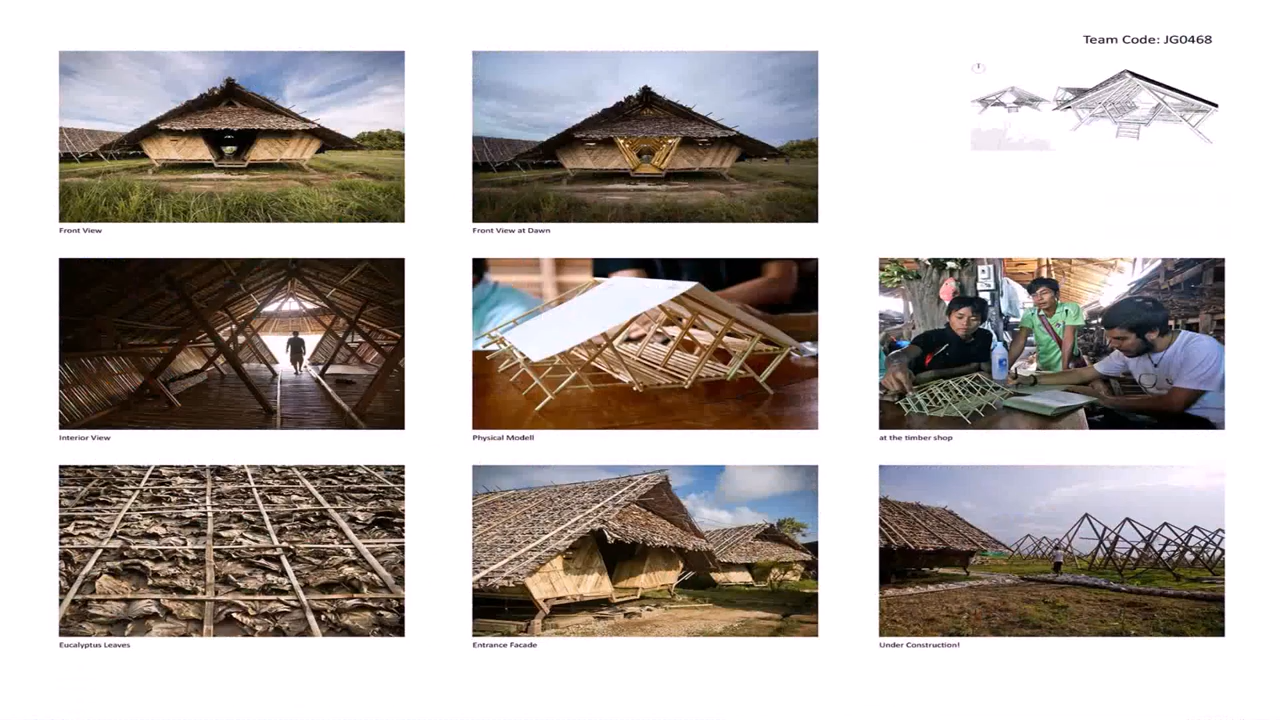 Team Code: JG0468
Front View
Front View at Dawn
Interior View
Physical Modell
at the timber shop
Eucalyptus Leaves
Entrance Facade
Under Construction!